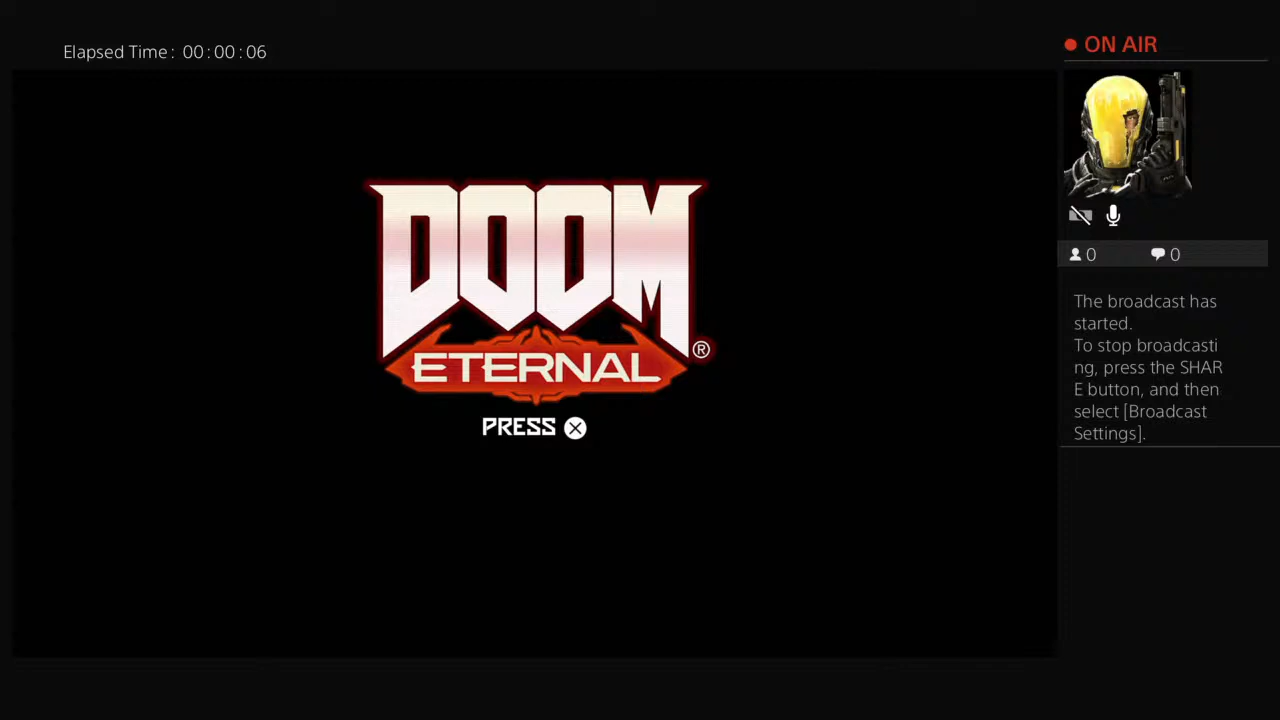 Elapsed Time: 00:00:06
ON AIR
DOOM
ETERNAL®
PRESS
0 0
The broadcast has
started.
To stop broadcasti
ng, press the SHAR
E button, and then
select [Broadcast
Settings].